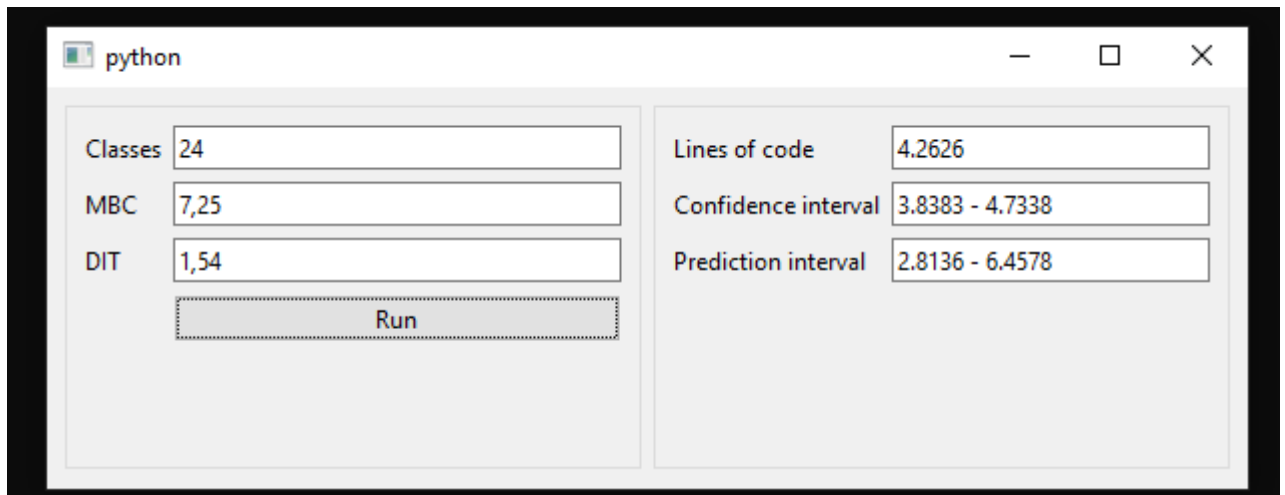 python
Classes 24
MBC 7,25
DIT 1,54
Run
Lines of code 4.2626
Confidence interval 3.8383 - 4.7338
Prediction interval 2.8136 - 6.4578